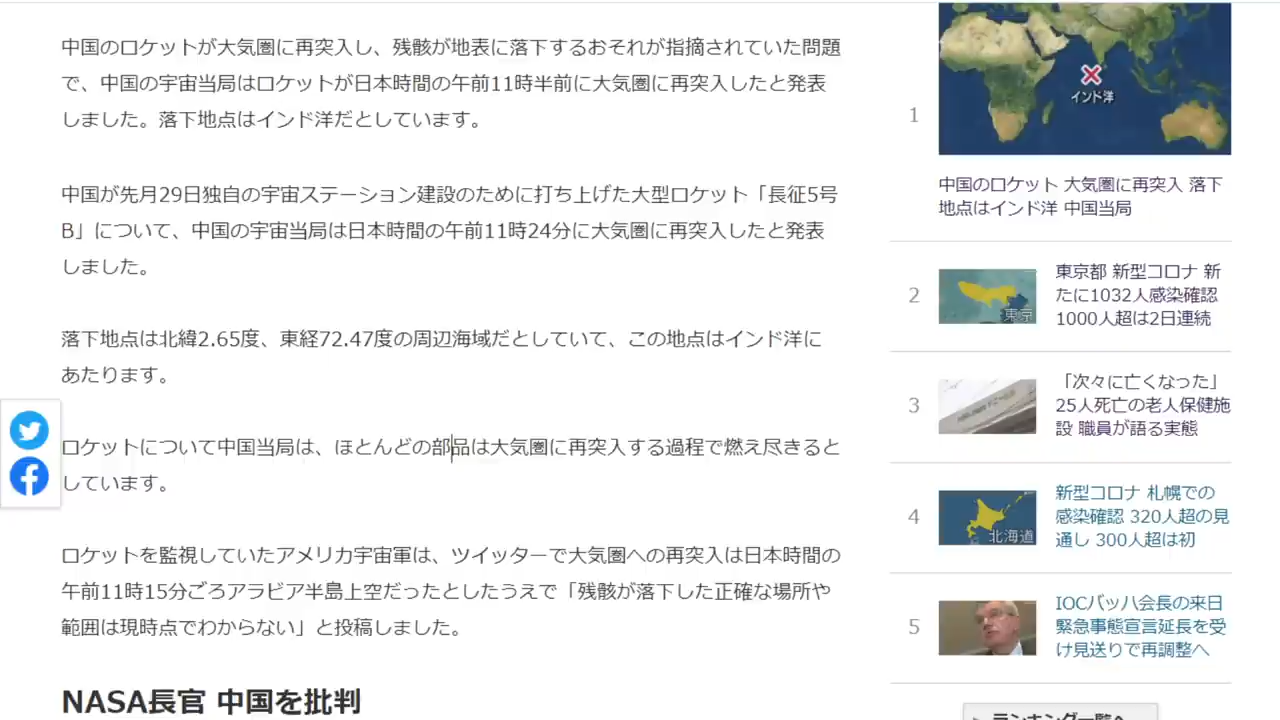 中国のロケットが大気圏に再突入し、残骸が地表に落下するおそれが指摘されていた問題
で、中国の宇宙当局はロケットが日本時間の午前11時半前に大気圏に再突入したと発表
しました。落下地点はインド洋だとしています。
中国が先月29日独自の宇宙ステーション建設のために打ち上げた大型ロケット「長征5号
B」について、中国の宇宙当局は日本時間の午前11時24分に大気圏に再突入したと発表
しました。
落下地点は北緯2.65度、東経72.47度の周辺海域だとしていて、この地点はインド洋に
あたります。
ロケットについて中国当局は、ほとんどの部品は大気圏に再突入する過程で燃え尽きると
しています。
ロケットを監視していたアメリカ宇宙軍は、ツイッターで大気圏への再突入は日本時間の
午前11時15分ごろアラビア半島上空だったとしたうえで「残骸が落下した正確な場所や
範囲は現時点でわからない」と投稿しました。
NASA長官 中国を批判
1
インド洋
中国のロケット 大気圏に再突入 落下
地点はインド洋 中国当局
2
東京
東京都 新型コロナ 新
たに1032人感染確認
1000人超は2日連続
3
「次々に亡くなった」
25人死亡の老人保健施
設 職員が語る実態
4
北海道
新型コロナ 札幌での
感染確認 320人超の見
通し 300人超は初
5
IOCバッハ会長の来日
緊急事態宣言延長を受
け見送りで再調整へ
ランキング一覧へ